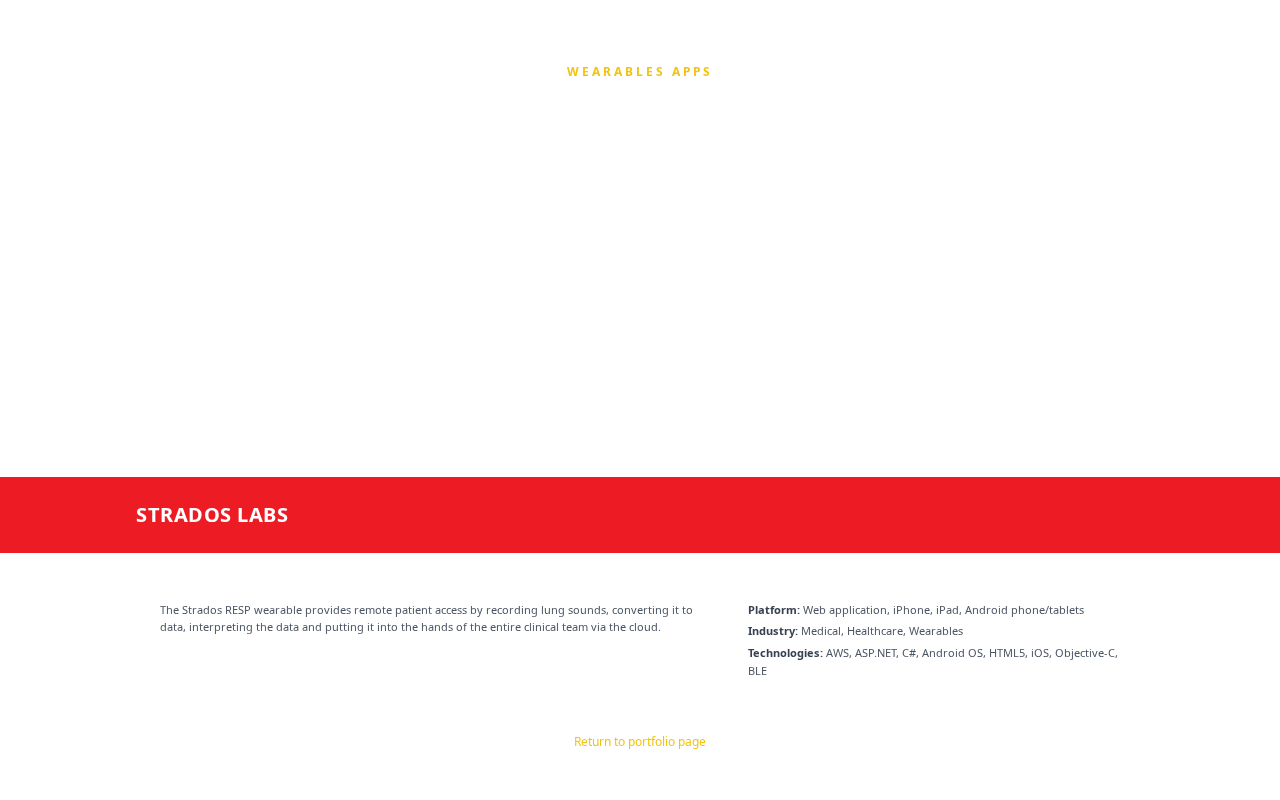 WEARABLES APPS
STRADOS LABS
The Strados RESP wearable provides remote patient access by recording lung sounds, converting it to
data, interpreting the data and putting it into the hands of the entire clinical team via the cloud.
Platform: Web application, iPhone, iPad, Android phone/tablets
Industry: Medical, Healthcare, Wearables
Technologies: AWS, ASP.NET, C#, Android OS, HTML5, iOS, Objective-C,
BLE
Return to portfolio page